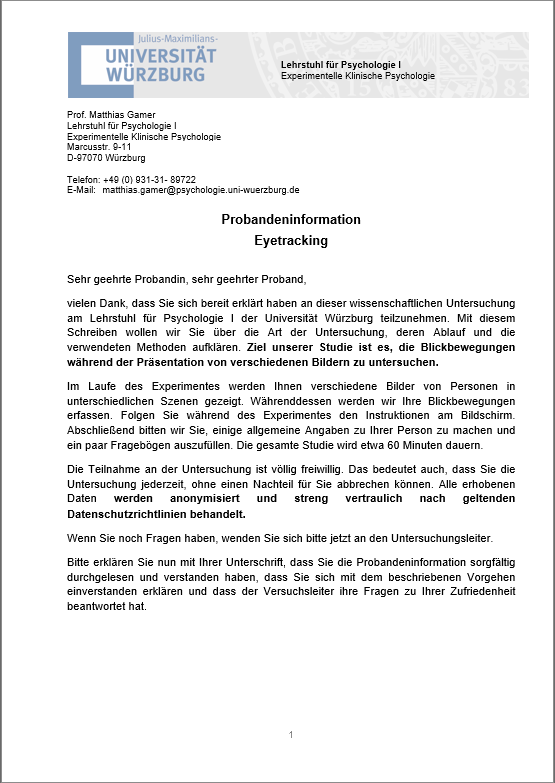 Julius-Maximilians-
UNIVERSITÄT
WÜRZBURG
Lehrstuhl für Psychologie I
Experimentelle Klinische Psychologie
Prof. Matthias Gamer
Lehrstuhl für Psychologie I
Experimentelle Klinische Psychologie
Marcusstr. 9-11
D-97070 Würzburg
Telefon: +49 (0) 931-31- 89722
E-Mail: matthias.gamer@psychologie.uni-wuerzburg.de
Probandeninformation
Eyetracking
Sehr geehrte Probandin, sehr geehrter Proband,
vielen Dank, dass Sie sich bereit erklärt haben an dieser wissenschaftlichen Untersuchung
am Lehrstuhl für Psychologie I der Universität Würzburg teilzunehmen. Mit diesem
Schreiben wollen wir Sie über die Art der Untersuchung, deren Ablauf und die
verwendeten Methoden aufklären. Ziel unserer Studie ist es, die Blickbewegungen
während der Präsentation von verschiedenen Bildern zu untersuchen.
Im Laufe des Experimentes werden Ihnen verschiedene Bilder von Personen in
unterschiedlichen Szenen gezeigt. Währenddessen werden wir Ihre Blickbewegungen
erfassen. Folgen Sie während des Experimentes den Instruktionen am Bildschirm.
Abschließend bitten wir Sie, einige allgemeine Angaben zu Ihrer Person zu machen und
ein paar Fragebögen auszufüllen. Die gesamte Studie wird etwa 60 Minuten dauern.
Die Teilnahme an der Untersuchung ist völlig freiwillig. Das bedeutet auch, dass Sie die
Untersuchung jederzeit, ohne einen Nachteil für Sie abbrechen können. Alle erhobenen
Daten werden anonymisiert und streng vertraulich nach geltenden
Datenschutzrichtlinien behandelt.
Wenn Sie noch Fragen haben, wenden Sie sich bitte jetzt an den Untersuchungsleiter.
Bitte erklären Sie nun mit Ihrer Unterschrift, dass Sie die Probandeninformation sorgfältig
durchgelesen und verstanden haben, dass Sie sich mit dem beschriebenen Vorgehen
einverstanden erklären und dass der Versuchsleiter ihre Fragen zu Ihrer Zufriedenheit
beantwortet hat.
1